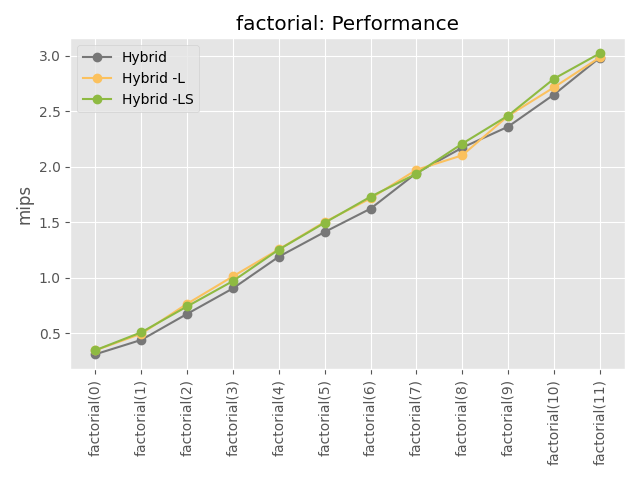 factorial: Performance
Hybrid
Hybrid -L
Hybrid -LS
mips
3.0
2.5
2.0
1.5
1.0
0.5
factorial(0)
factorial(1)
factorial(2)
factorial(3)
factorial(4)
factorial(5)
factorial(6)
factorial(7)
factorial(8)
factorial(9)
factorial(10)
factorial(11)